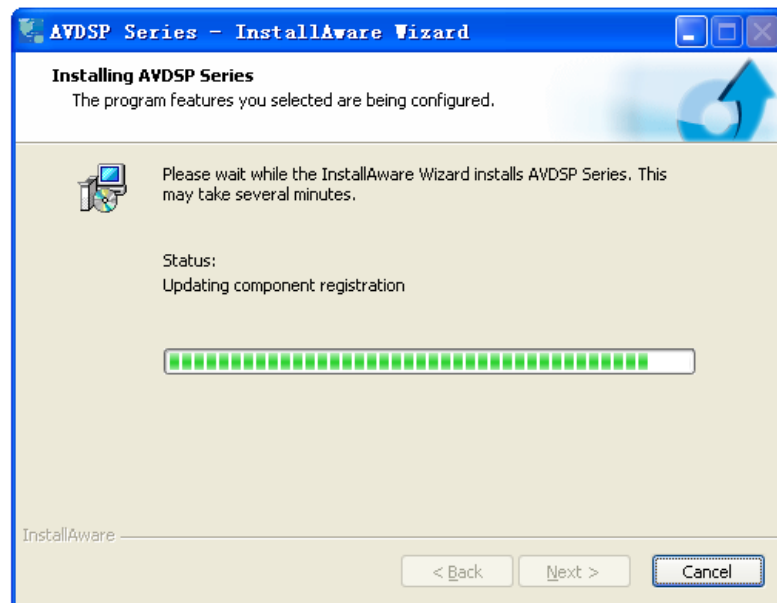 AVDSP Series - InstallAware Wizard
Installing AVDSP Series
The program features you selected are being configured.
Please wait while the InstallAware Wizard installs AVDSP Series. This
may take several minutes.
Status:
Updating component registration
InstallAware
< Back
Next >
Cancel